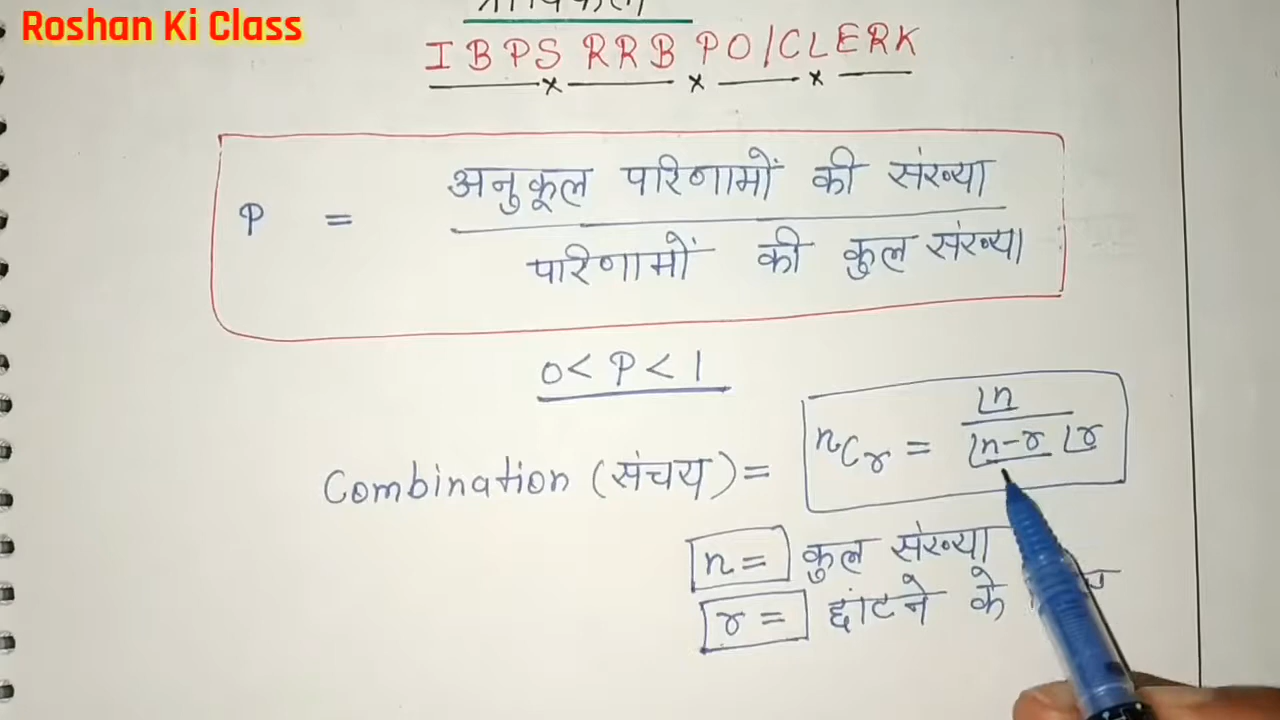 Roshan Ki Class
IBPS RRB PO/CLERK
P = अनुकूल परिणामों की संख्या
परिणामों की कुल संख्या
0 < P < 1
Combination (संचय) = nCr = |n
|n-r |r
n = कुल संख्या
r = छांटने के